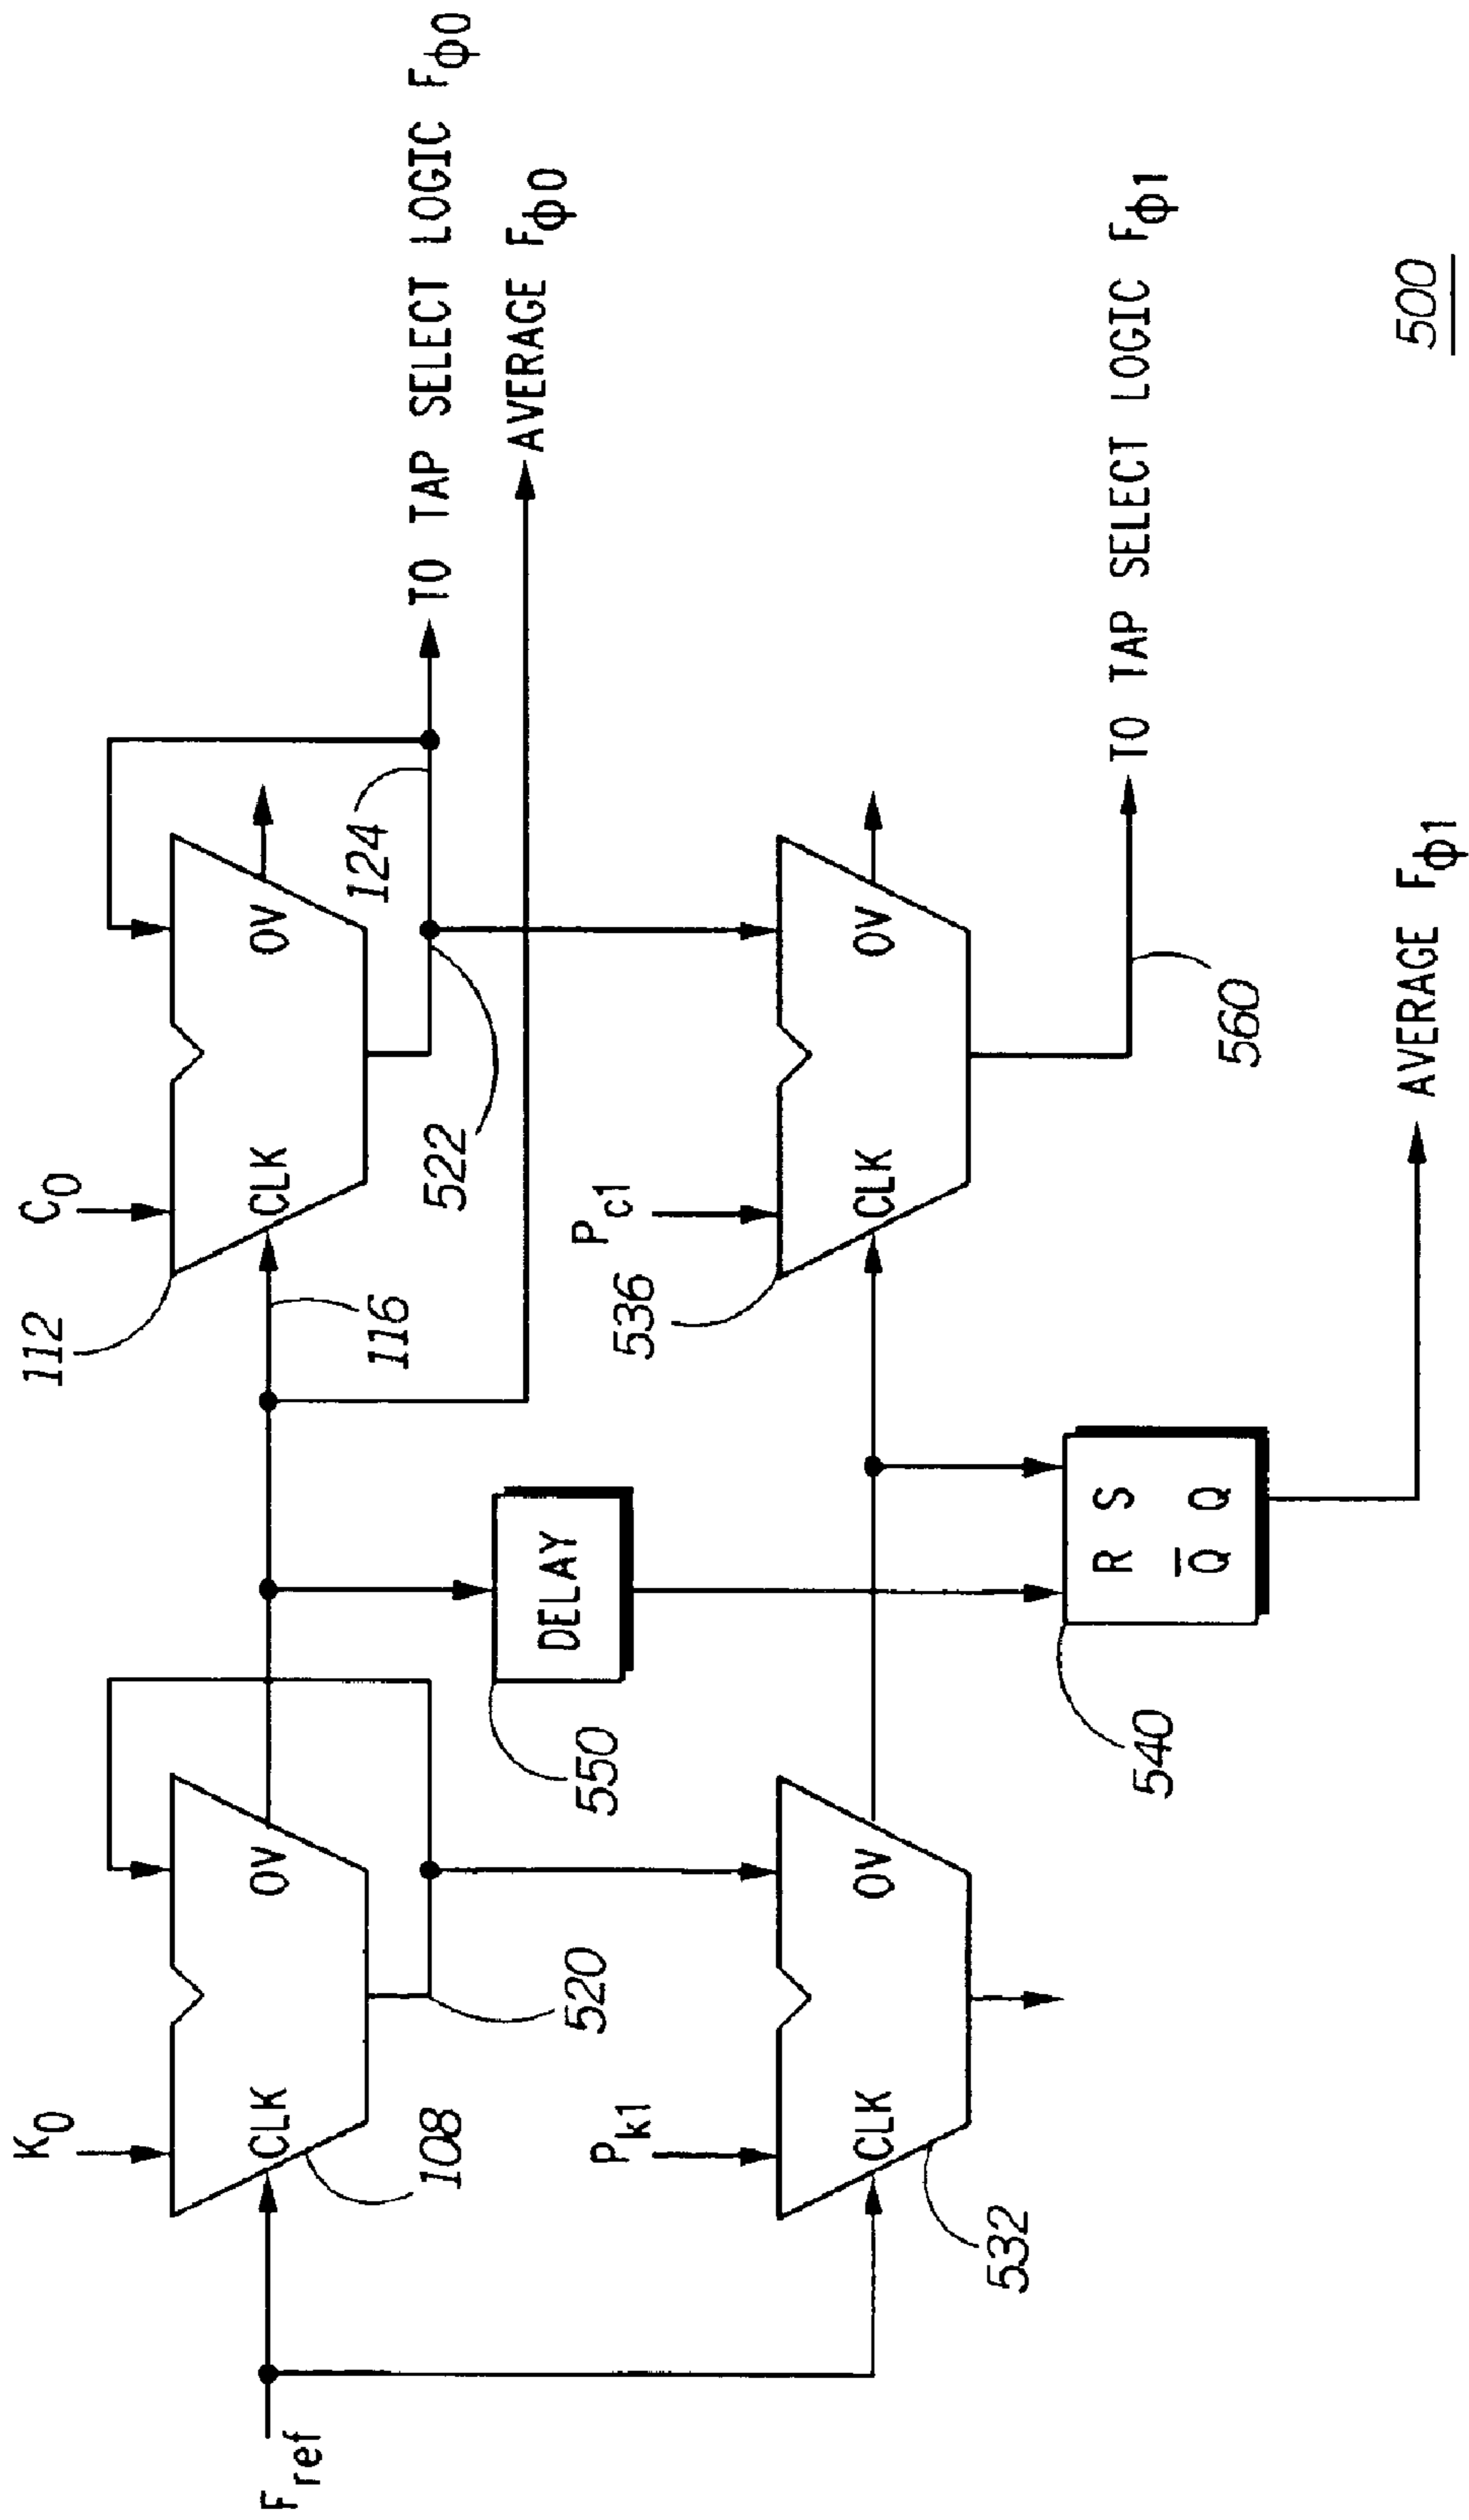 K0
C0
112
CLK
OV
CLK
OV
Fref
108
116
124
TO TAP SELECT LOGIC Fϕ0
520
522
AVERAGE Fϕ0
550
DELAY
Pk1
Pc1
536
CLK
OV
CLK
OV
532
540
R S
Q̅ Q
560
TO TAP SELECT LOGIC Fϕ1
AVERAGE Fϕ1
500